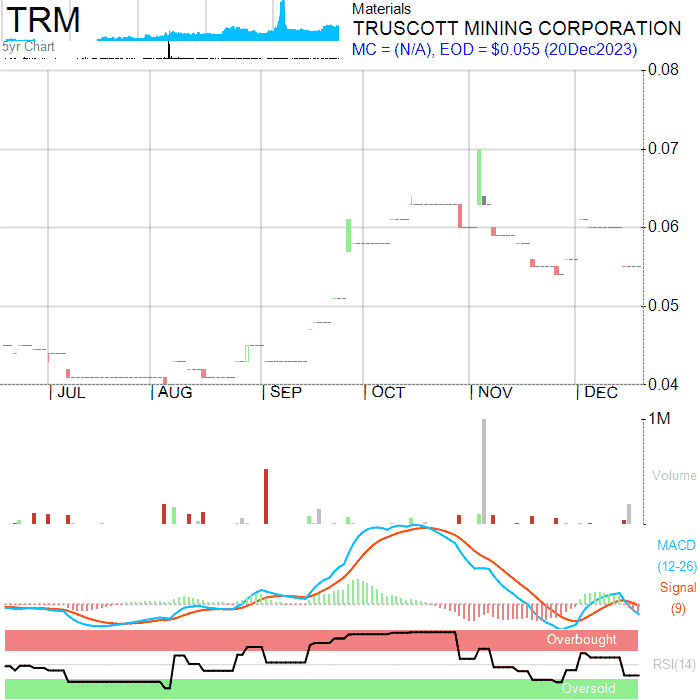 TRM
5yr Chart
Materials
TRUSCOTT MINING CORPORATION
MC = (N/A), EOD = $0.055 (20Dec2023)
0.08
0.07
0.06
0.05
0.04
JUL AUG SEP OCT NOV DEC
1M
Volume
MACD
(12-26)
Signal
(9)
Overbought
RSI(14)
Oversold